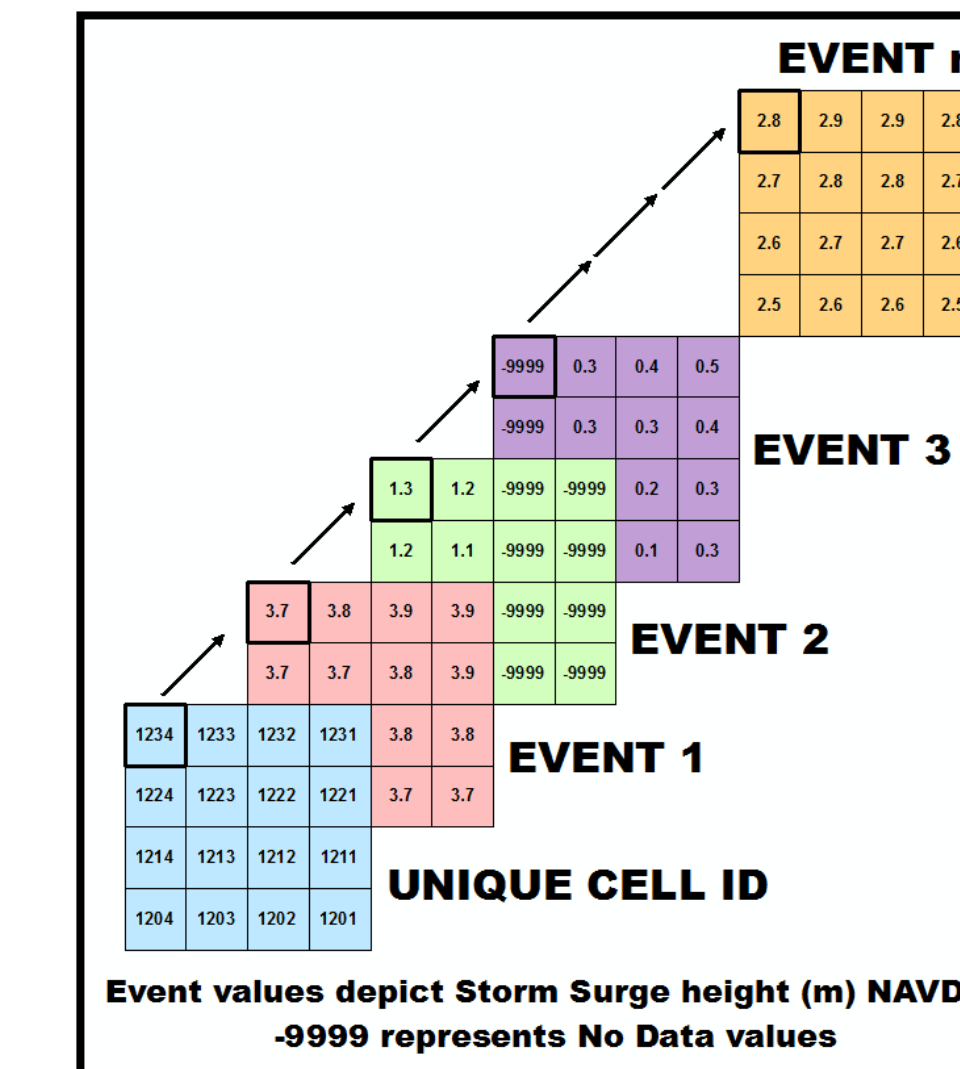 EVENT
2.8 2.9 2.9
2.7 2.8 2.8
2.6 2.7 2.7
2.5 2.6 2.6
-9999 0.3 0.4 0.5
-9999 0.3 0.3 0.4
EVENT 3
1.3 1.2 -9999 -9999 0.2 0.3
1.2 1.1 -9999 -9999 0.1 0.3
3.7 3.8 3.9 3.9 -9999 -9999
EVENT 2
3.7 3.7 3.8 3.9 -9999 -9999
1234 1233 1232 1231 3.8 3.8
EVENT 1
1224 1223 1222 1221 3.7 3.7
1214 1213 1212 1211
UNIQUE CELL ID
1204 1203 1202 1201
Event values depict Storm Surge height (m) NAVD
-9999 represents No Data values